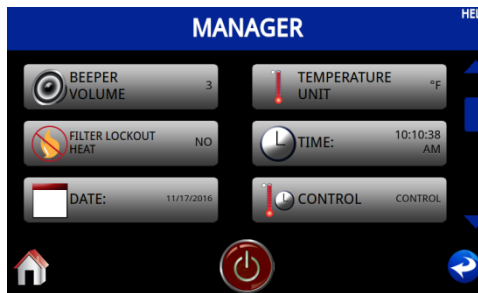 MANAGER
BEEPER
VOLUME
3
TEMPERATURE
UNIT
°F
FILTER LOCKOUT
HEAT
NO
TIME:
10:10:38
AM
DATE:
11/17/2016
CONTROL
CONTROL